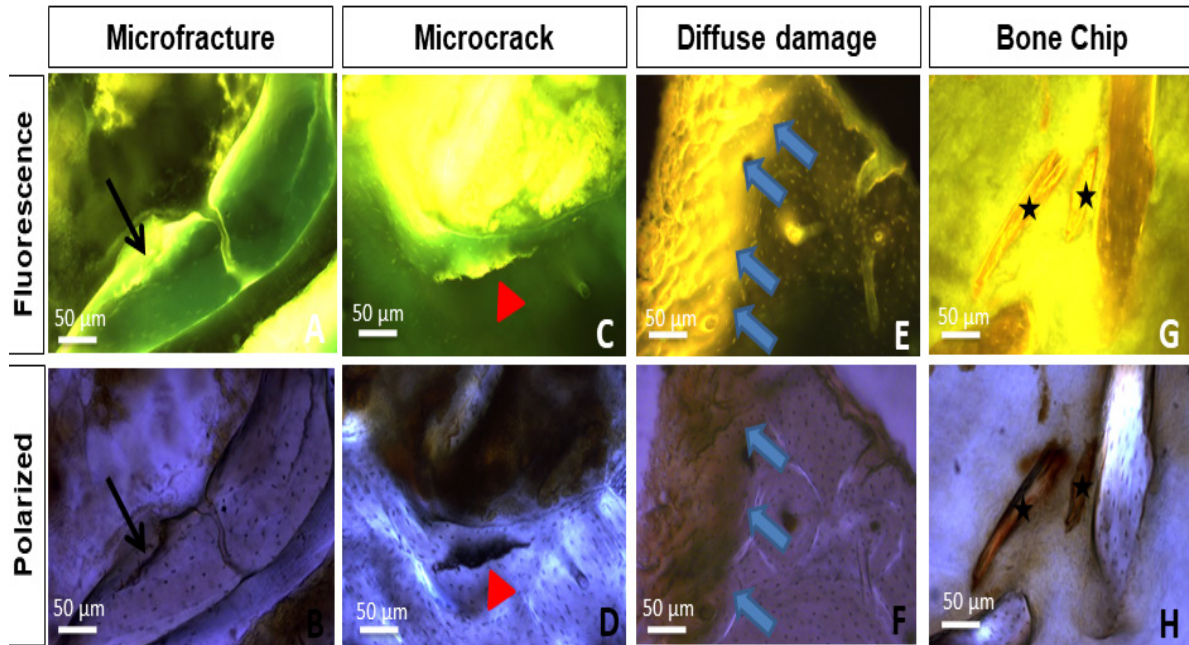 Microfracture
Microcrack
Diffuse damage
Bone Chip
Fluorescence
50 µm
A
50 µm
C
50 µm
E
50 µm
G
Polarized
50 µm
B
50 µm
D
50 µm
F
50 µm
H